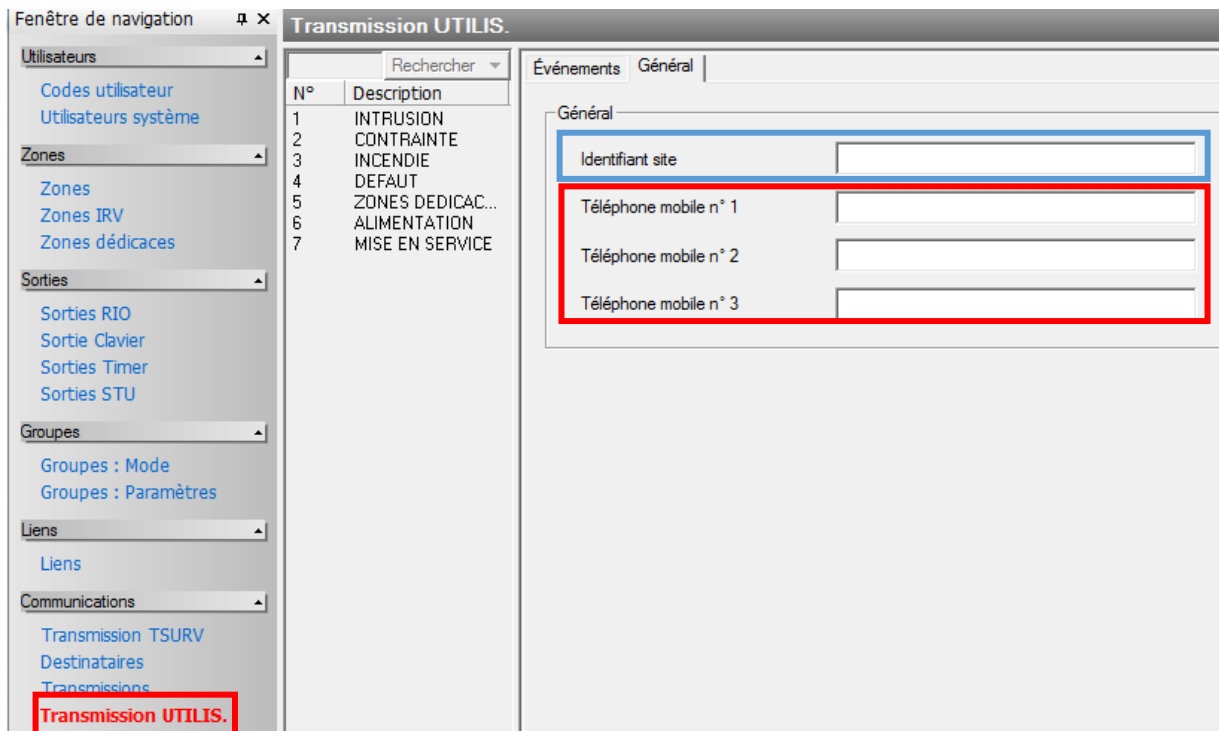 Fenêtre de navigation
Utilisateurs
Codes utilisateur
Utilisateurs système
Zones
Zones
Zones IRV
Zones dédicaces
Sorties
Sorties RIO
Sortie Clavier
Sorties Timer
Sorties STU
Groupes
Groupes : Mode
Groupes : Paramètres
Liens
Liens
Communications
Transmission TSURV
Destinataires
Transmissions
Transmission UTILIS.
Transmission UTILIS.
Rechercher
N° Description
1 INTRUSION
2 CONTRAINTE
3 INCENDIE
4 DEFAUT
5 ZONES DEDICAC...
6 ALIMENTATION
7 MISE EN SERVICE
Événements Général
Général
Identifiant site
Téléphone mobile n° 1
Téléphone mobile n° 2
Téléphone mobile n° 3